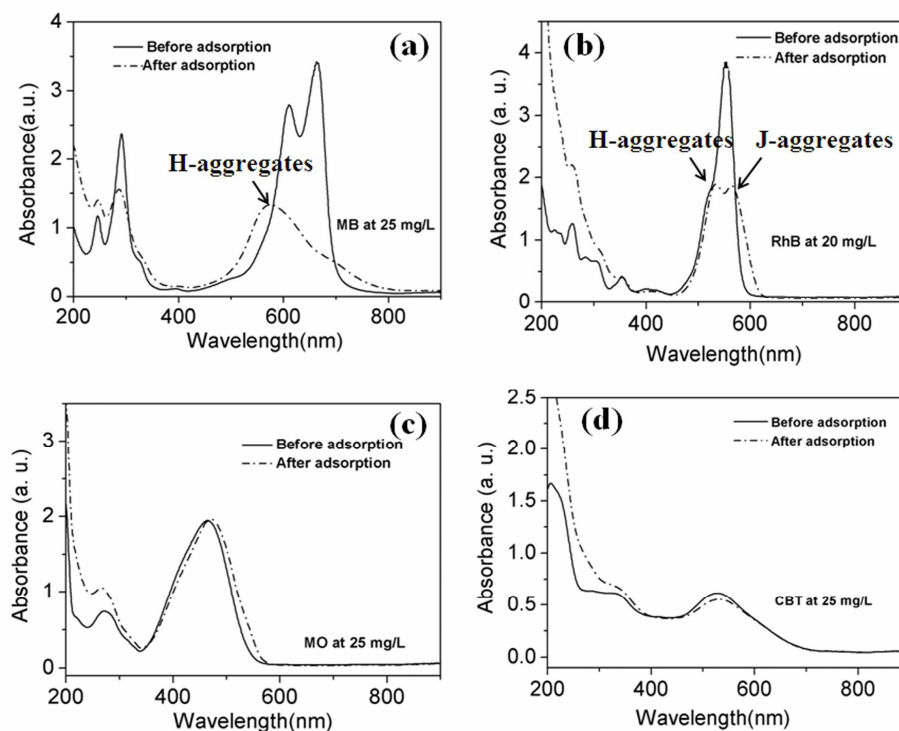 (a)
Before adsorption
After adsorption
H-aggregates
MB at 25 mg/L
Absorbance(a.u.)
4
3
2
1
0
200 400 600 800
Wavelength(nm)
(b)
Before adsorption
After adsorption
H-aggregates J-aggregates
RhB at 20 mg/L
Absorbance (a. u.)
4
3
2
1
0
200 400 600 800
Wavelength(nm)
(c)
Before adsorption
After adsorption
MO at 25 mg/L
Absorbance (a. u.)
3
2
1
0
200 400 600 800
Wavelength(nm)
(d)
Before adsorption
After adsorption
CBT at 25 mg/L
Absorbance (a. u.)
2.5
2.0
1.5
1.0
0.5
0.0
200 400 600 800
Wavelength(nm)